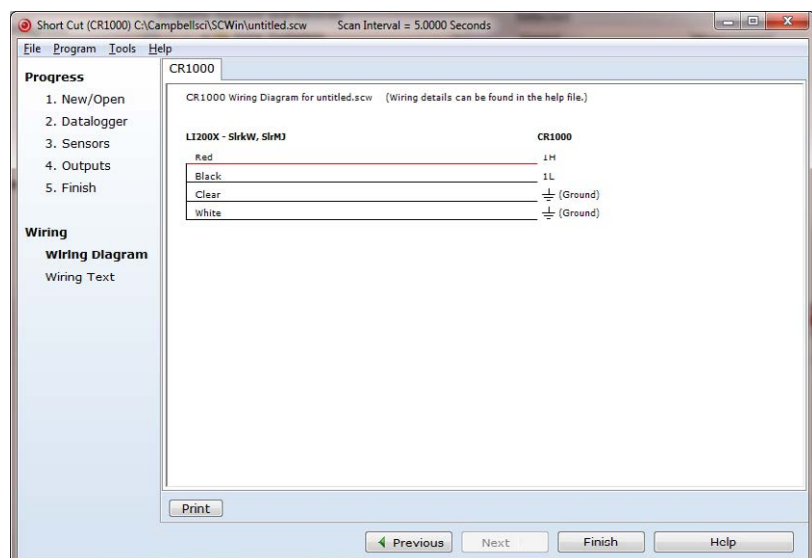 Short Cut (CR1000) C:\Campbellsci\SCWin\untitled.scw Scan Interval = 5.0000 Seconds
File Program Tools Help
Progress
1. New/Open
2. Datalogger
3. Sensors
4. Outputs
5. Finish
Wiring
Wiring Diagram
Wiring Text
CR1000
CR1000 Wiring Diagram for untitled.scw (Wiring details can be found in the help file.)
LI200X - SlrkW, SlrMJ CR1000
Red 1H
Black 1L
Clear (Ground)
White (Ground)
Print
Previous Next Finish Help